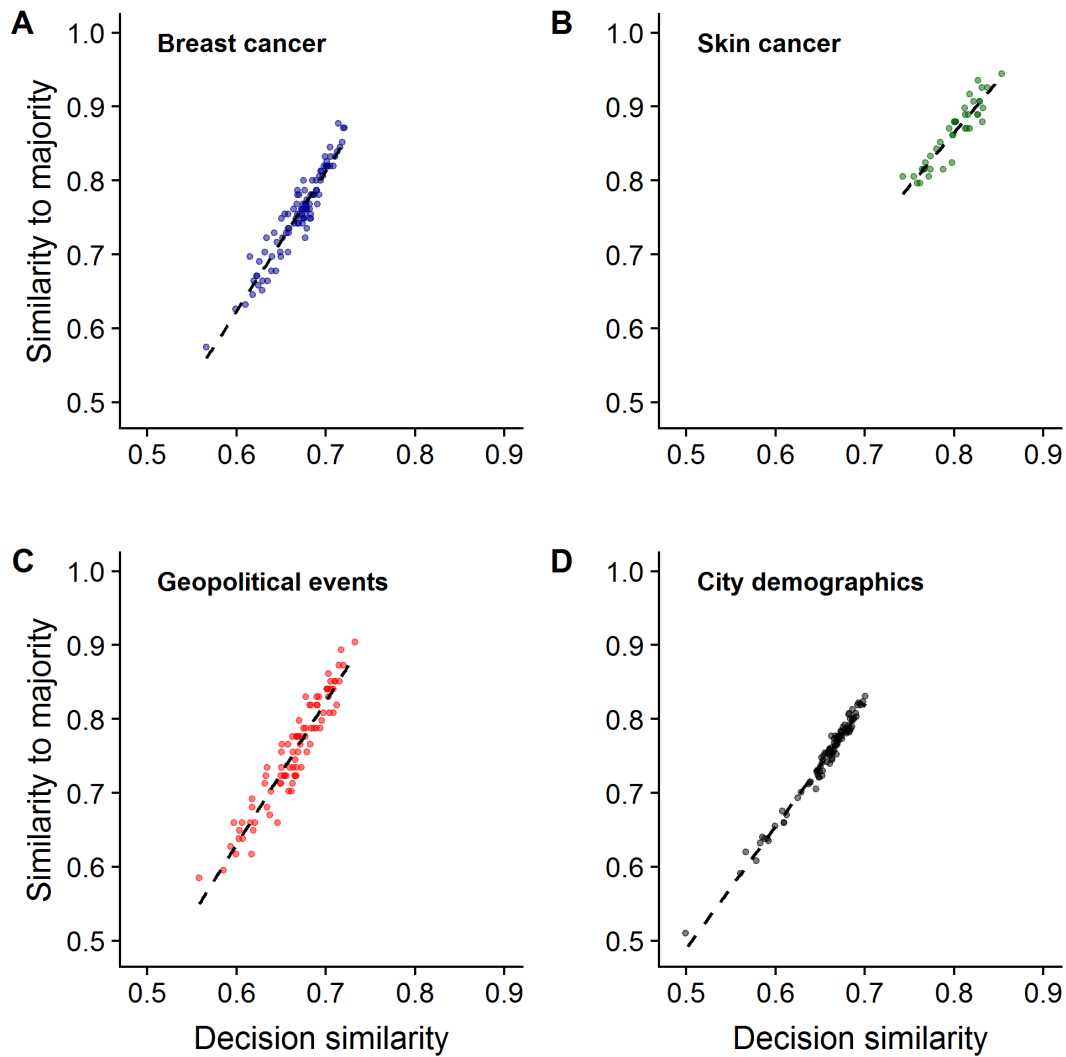 A
Breast cancer
Similarity to majority
1.0
0.9
0.8
0.7
0.6
0.5
0.5 0.6 0.7 0.8 0.9
B
Skin cancer
1.0
0.9
0.8
0.7
0.6
0.5
0.5 0.6 0.7 0.8 0.9
C
Geopolitical events
Similarity to majority
1.0
0.9
0.8
0.7
0.6
0.5
0.5 0.6 0.7 0.8 0.9
Decision similarity
D
City demographics
1.0
0.9
0.8
0.7
0.6
0.5
0.5 0.6 0.7 0.8 0.9
Decision similarity